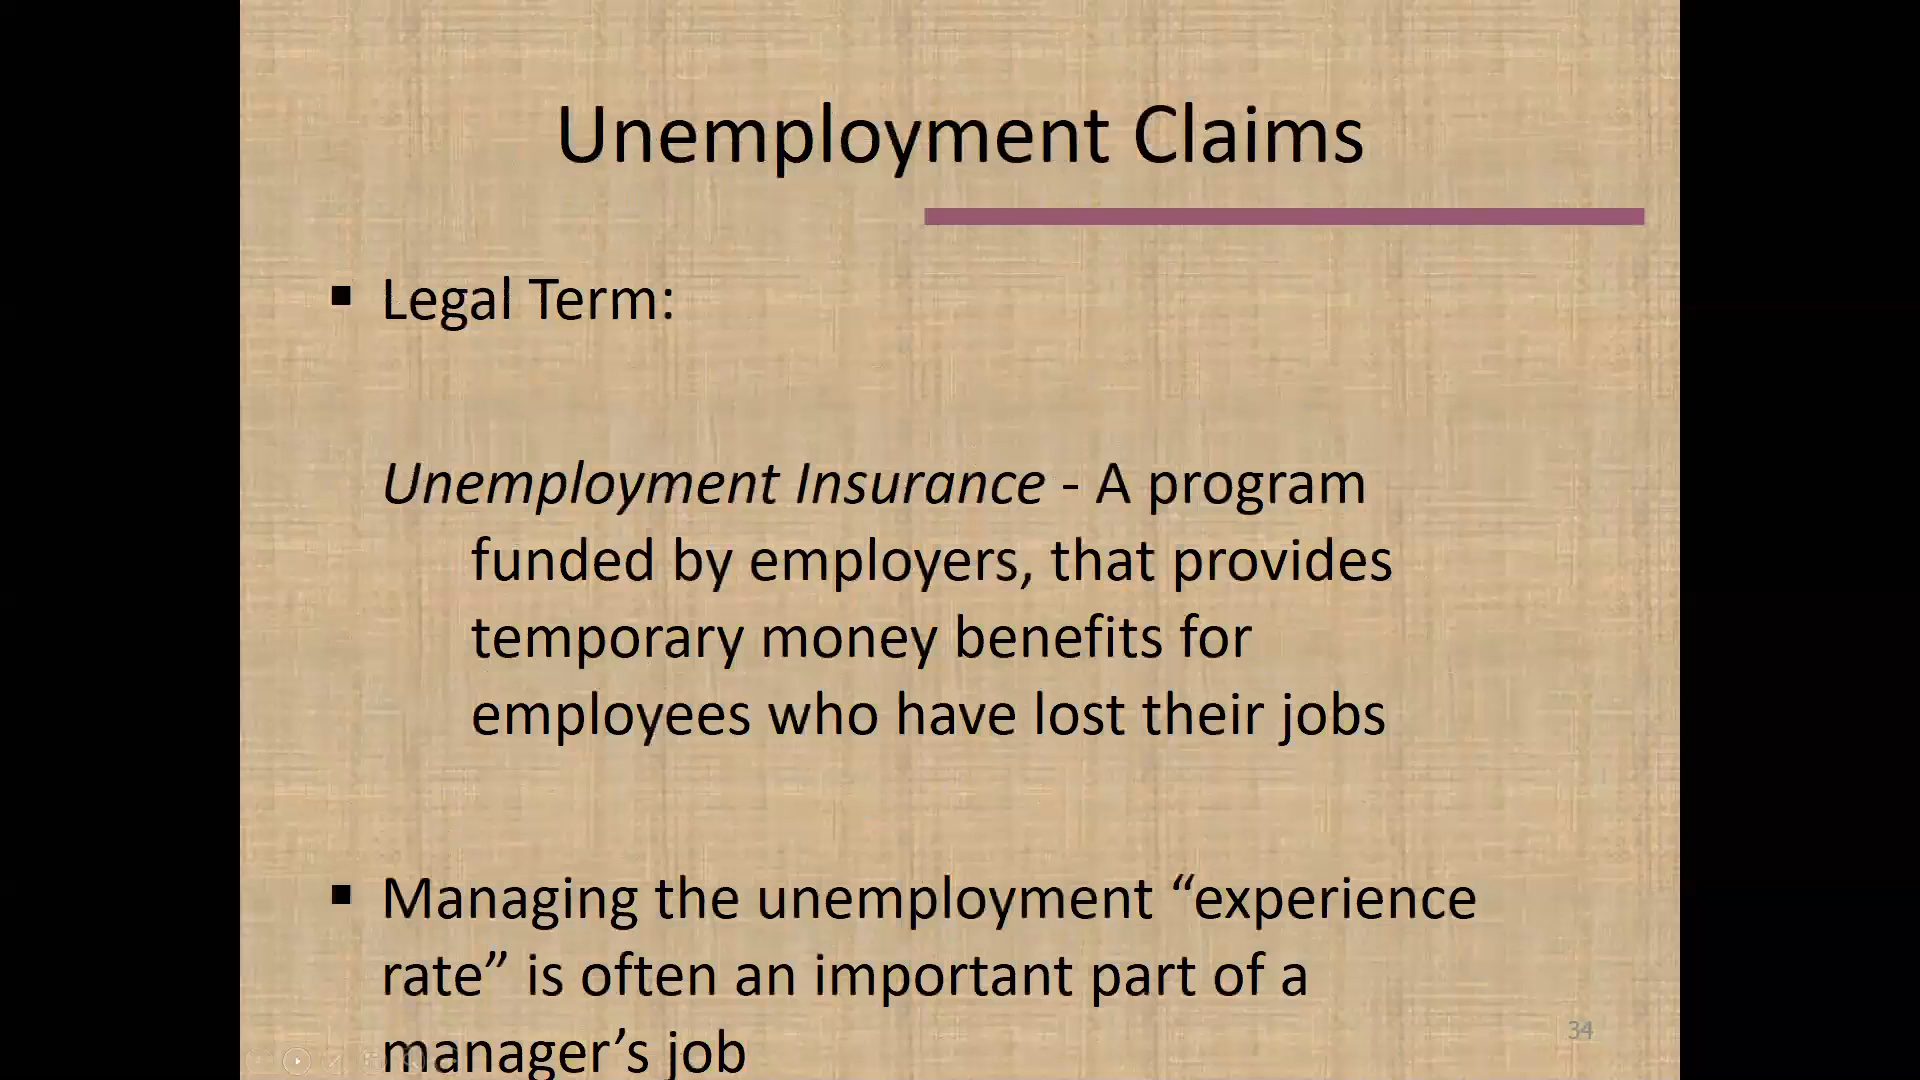 Unemployment Claims
▪ Legal Term:
Unemployment Insurance - A program
funded by employers, that provides
temporary money benefits for
employees who have lost their jobs
▪ Managing the unemployment “experience
rate” is often an important part of a
manager’s job
34